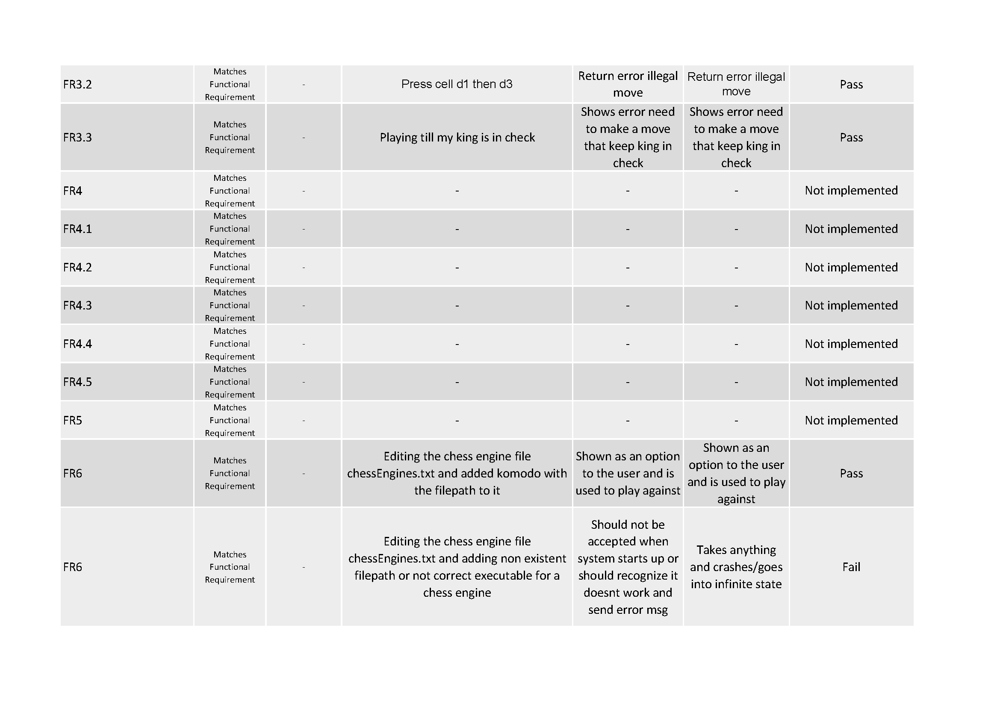 FR3.2
Matches
Functional
Requirement
-
Press cell d1 then d3
Return error illegal
move
Return error illegal
move
Pass
FR3.3
Matches
Functional
Requirement
-
Playing till my king is in check
Shows error need
to make a move
that keep king in
check
Shows error need
to make a move
that keep king in
check
Pass
FR4
Matches
Functional
Requirement
-
-
-
-
Not implemented
FR4.1
Matches
Functional
Requirement
-
-
-
-
Not implemented
FR4.2
Matches
Functional
Requirement
-
-
-
-
Not implemented
FR4.3
Matches
Functional
Requirement
-
-
-
-
Not implemented
FR4.4
Matches
Functional
Requirement
-
-
-
-
Not implemented
FR4.5
Matches
Functional
Requirement
-
-
-
-
Not implemented
FR5
Matches
Functional
Requirement
-
-
-
-
Not implemented
FR6
Matches
Functional
Requirement
-
Editing the chess engine file
chessEngines.txt and added komodo with
the filepath to it
Shown as an option
to the user and is
used to play against
Shown as an
option to the user
and is used to play
against
Pass
FR6
Matches
Functional
Requirement
-
Editing the chess engine file
chessEngines.txt and adding non existent
filepath or not correct executable for a
chess engine
Should not be
accepted when
system starts up or
should recognize it
doesnt work and
send error msg
Takes anything
and crashes/goes
into infinite state
Fail